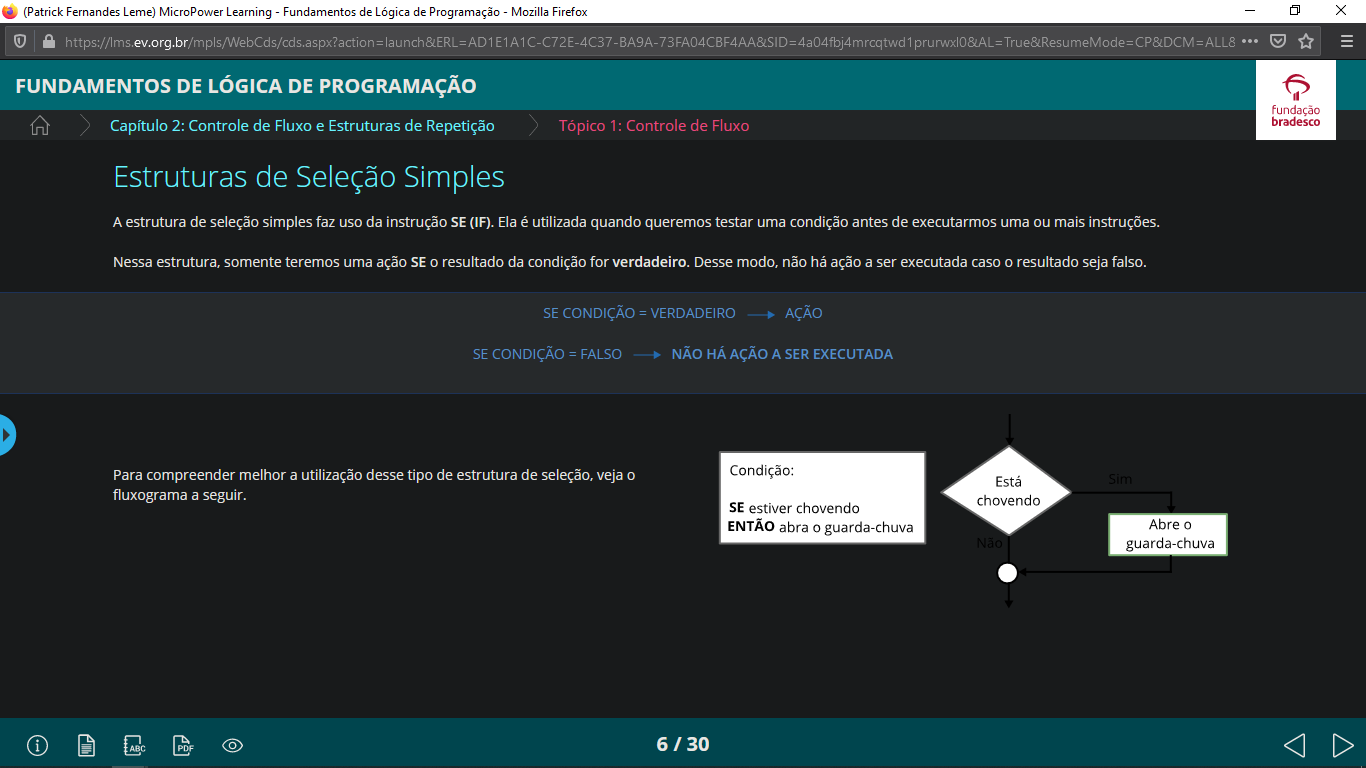 (Patrick Fernandes Leme) MicroPower Learning - Fundamentos de Lógica de Programação - Mozilla Firefox
https://lms.ev.org.br/mpls/WebCds/cds.aspx?action=launch&ERL=AD1E1A1C-C72E-4C37-BA9A-73FA04CBF4AA&SID=4a04fbj4mrcqtwd1prurwxl0&AL=True&ResumeMode=CP&DCM=ALL&
FUNDAMENTOS DE LÓGICA DE PROGRAMAÇÃO
fundação
bradesco
Capítulo 2: Controle de Fluxo e Estruturas de Repetição Tópico 1: Controle de Fluxo
Estruturas de Seleção Simples
A estrutura de seleção simples faz uso da instrução SE (IF). Ela é utilizada quando queremos testar uma condição antes de executarmos uma ou mais instruções.
Nessa estrutura, somente teremos uma ação SE o resultado da condição for verdadeiro. Desse modo, não há ação a ser executada caso o resultado seja falso.
SE CONDIÇÃO = VERDADEIRO AÇÃO
SE CONDIÇÃO = FALSO NÃO HÁ AÇÃO A SER EXECUTADA
Para compreender melhor a utilização desse tipo de estrutura de seleção, veja o
fluxograma a seguir.
Condição:
SE estiver chovendo
ENTÃO abra o guarda-chuva
Está
chovendo
Sim
Abre o
guarda-chuva
Não
ABC
PDF
6 / 30